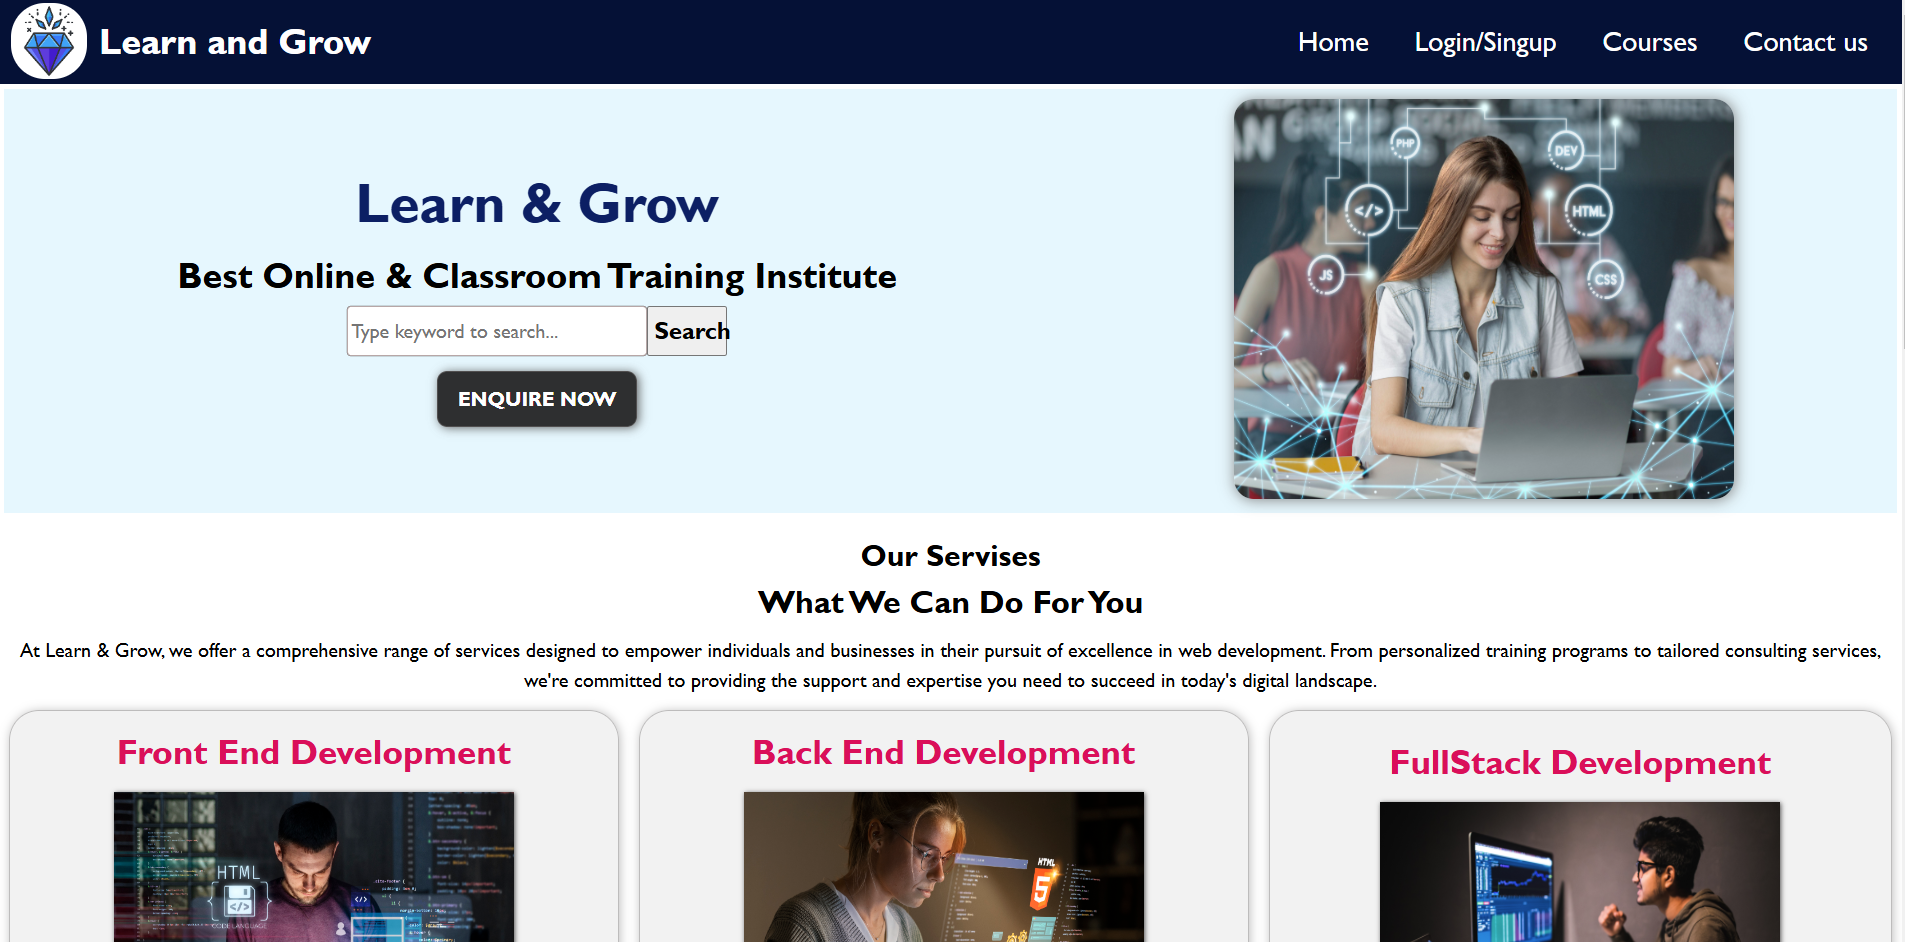 Learn and Grow
Home
Login/Singup
Courses
Contact us
Learn & Grow
Best Online & Classroom Training Institute
Type keyword to search...
Search
ENQUIRE NOW
PHP
DEV
</>
HTML
JS
CSS
Our Servises
What We Can Do For You
At Learn & Grow, we offer a comprehensive range of services designed to empower individuals and businesses in their pursuit of excellence in web development. From personalized training programs to tailored consulting services,
we're committed to providing the support and expertise you need to succeed in today's digital landscape.
Front End Development
Back End Development
FullStack Development
HTML
</>
CODE LANGUAGE
</>
HTML
5